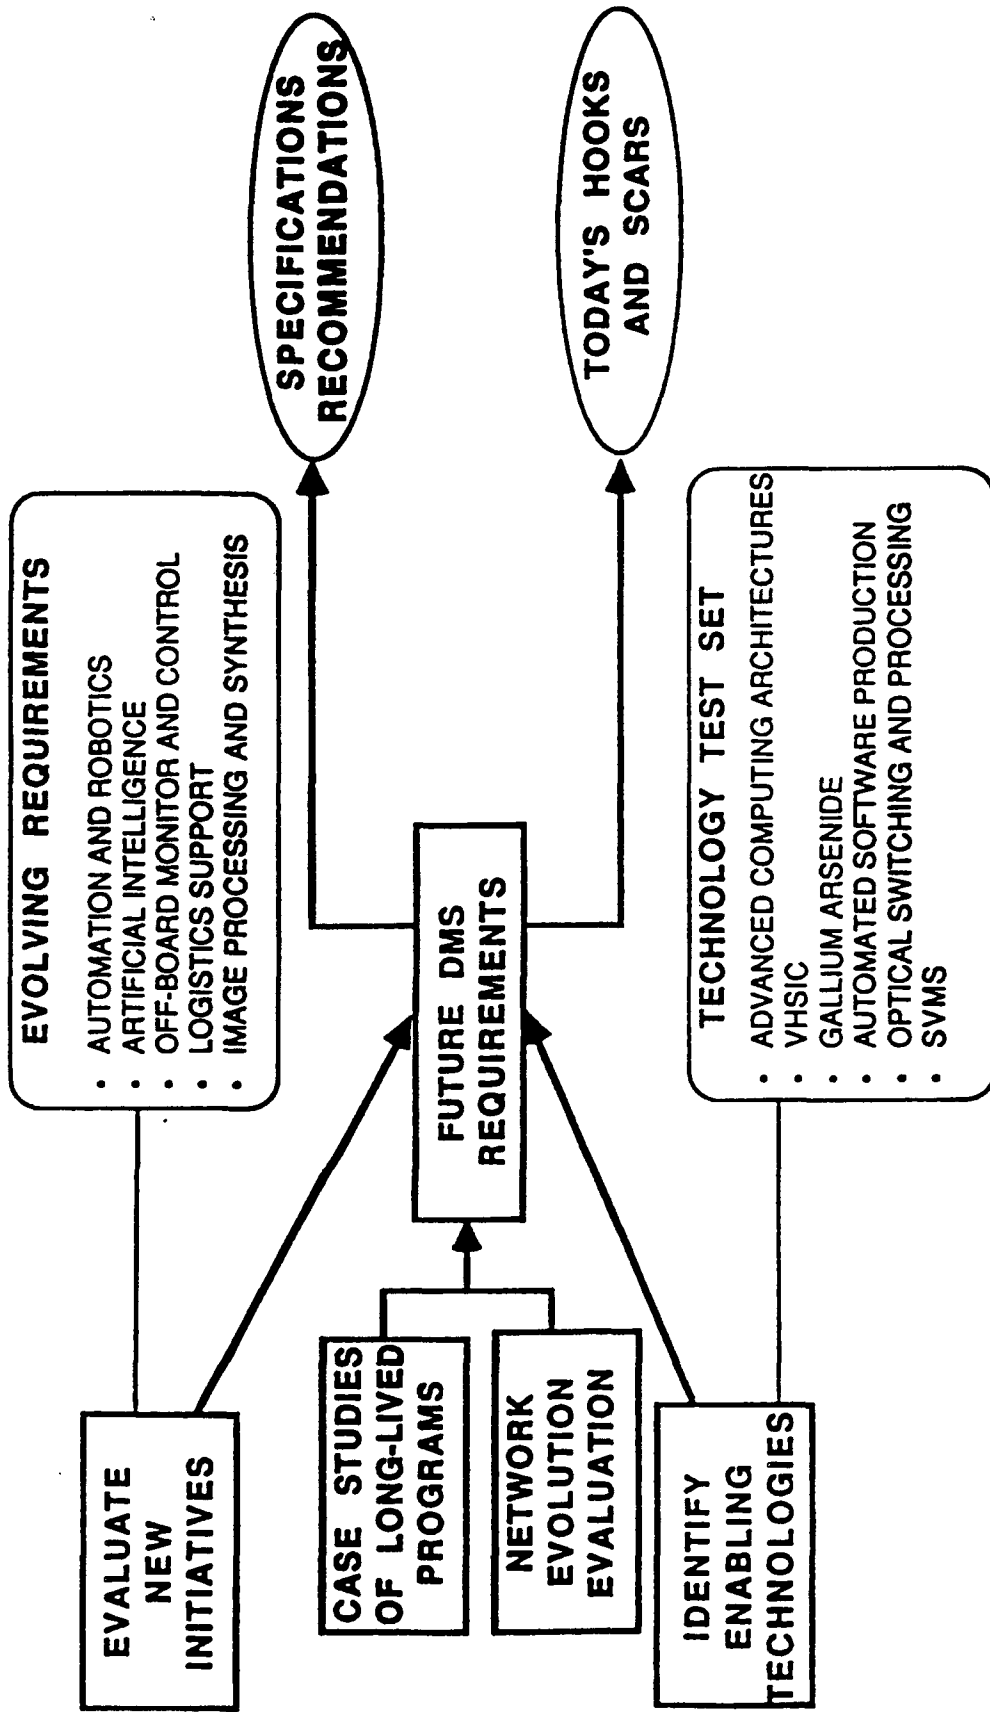 EVOLVING REQUIREMENTS
• AUTOMATION AND ROBOTICS
• ARTIFICIAL INTELLIGENCE
• OFF-BOARD MONITOR AND CONTROL
• LOGISTICS SUPPORT
• IMAGE PROCESSING AND SYNTHESIS
EVALUATE
NEW
INITIATIVES
SPECIFICATIONS
RECOMMENDATIONS
CASE STUDIES
OF LONG-LIVED
PROGRAMS
FUTURE DMS
REQUIREMENTS
NETWORK
EVOLUTION
EVALUATION
TODAY'S HOOKS
AND SCARS
IDENTIFY
ENABLING
TECHNOLOGIES
TECHNOLOGY TEST SET
• ADVANCED COMPUTING ARCHITECTURES
• VHSIC
• GALLIUM ARSENIDE
• AUTOMATED SOFTWARE PRODUCTION
• OPTICAL SWITCHING AND PROCESSING
• SVMS